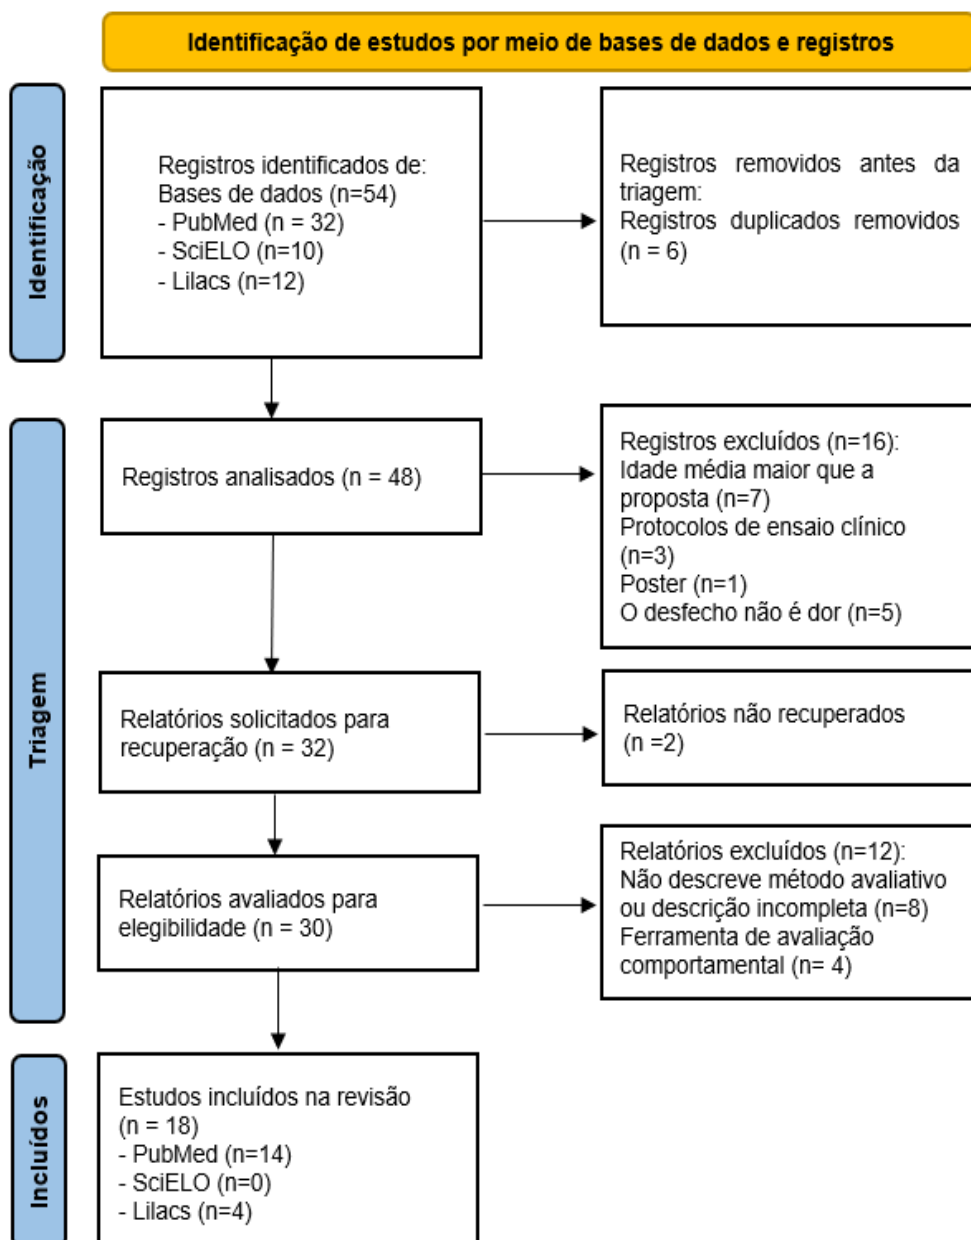 Identificação de estudos por meio de bases de dados e registros
Identificação
Registros identificados de:
Bases de dados (n=54)
- PubMed (n = 32)
- SciELO (n=10)
- Lilacs (n=12)
Registros removidos antes da
triagem:
Registros duplicados removidos
(n = 6)
Triagem
Registros analisados (n = 48)
Registros excluídos (n=16):
Idade média maior que a
proposta (n=7)
Protocolos de ensaio clínico
(n=3)
Poster (n=1)
O desfecho não é dor (n=5)
Relatórios solicitados para
recuperação (n = 32)
Relatórios não recuperados
(n =2)
Relatórios avaliados para
elegibilidade (n = 30)
Relatórios excluídos (n=12):
Não descreve método avaliativo
ou descrição incompleta (n=8)
Ferramenta de avaliação
comportamental (n= 4)
Incluídos
Estudos incluídos na revisão
(n = 18)
- PubMed (n=14)
- SciELO (n=0)
- Lilacs (n=4)